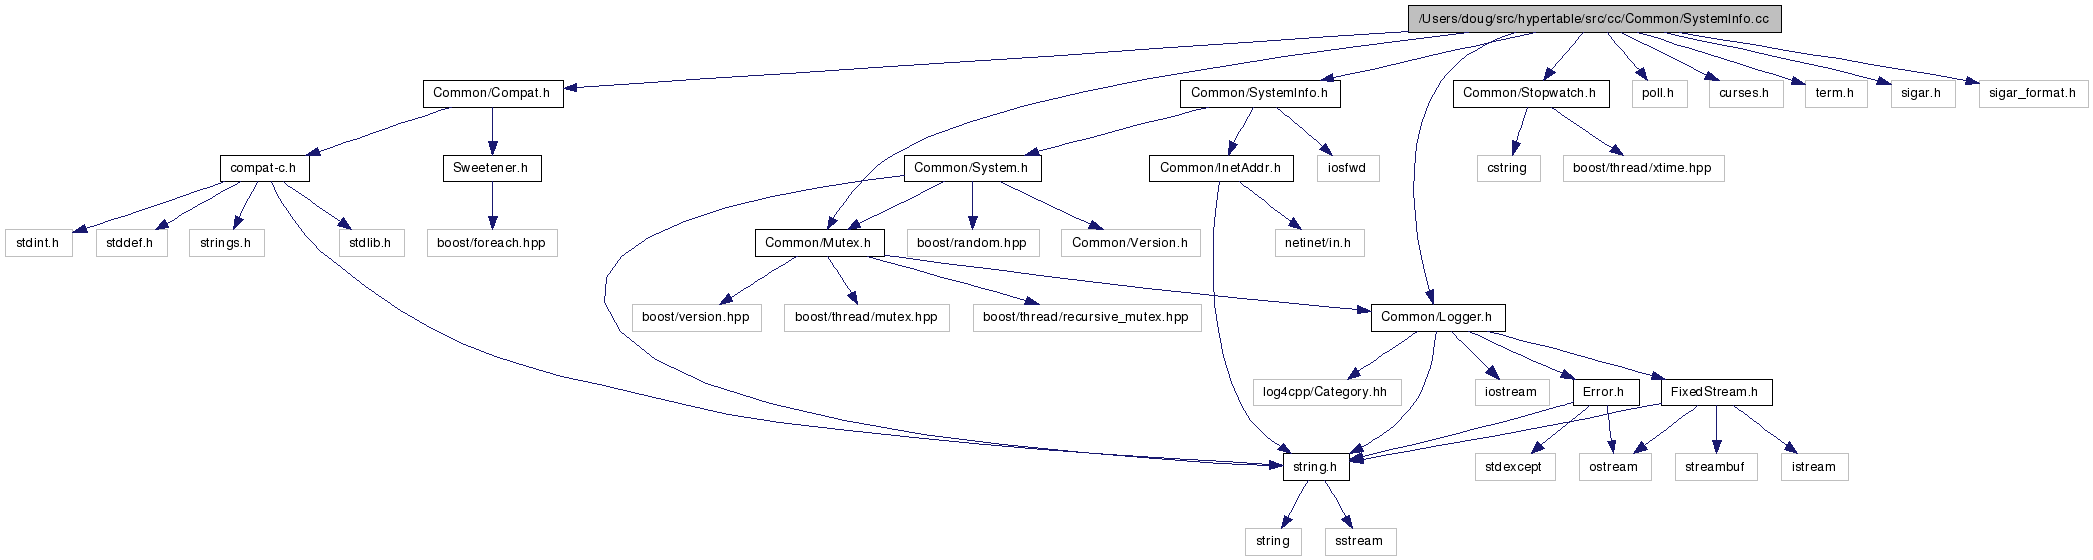 /Users/doug/src/hypertable/src/cc/Common/SystemInfo.cc
Common/Compat.h
Common/SystemInfo.h
Common/Stopwatch.h
poll.h
curses.h
term.h
sigar.h
sigar_format.h
compat-c.h
Sweetener.h
Common/System.h
Common/InetAddr.h
iosfwd
cstring
boost/thread/xtime.hpp
stdint.h
stddef.h
strings.h
stdlib.h
boost/foreach.hpp
Common/Mutex.h
boost/random.hpp
Common/Version.h
netinet/in.h
boost/version.hpp
boost/thread/mutex.hpp
boost/thread/recursive_mutex.hpp
Common/Logger.h
log4cpp/Category.hh
iostream
Error.h
FixedStream.h
string.h
stdexcept
ostream
streambuf
istream
string
sstream